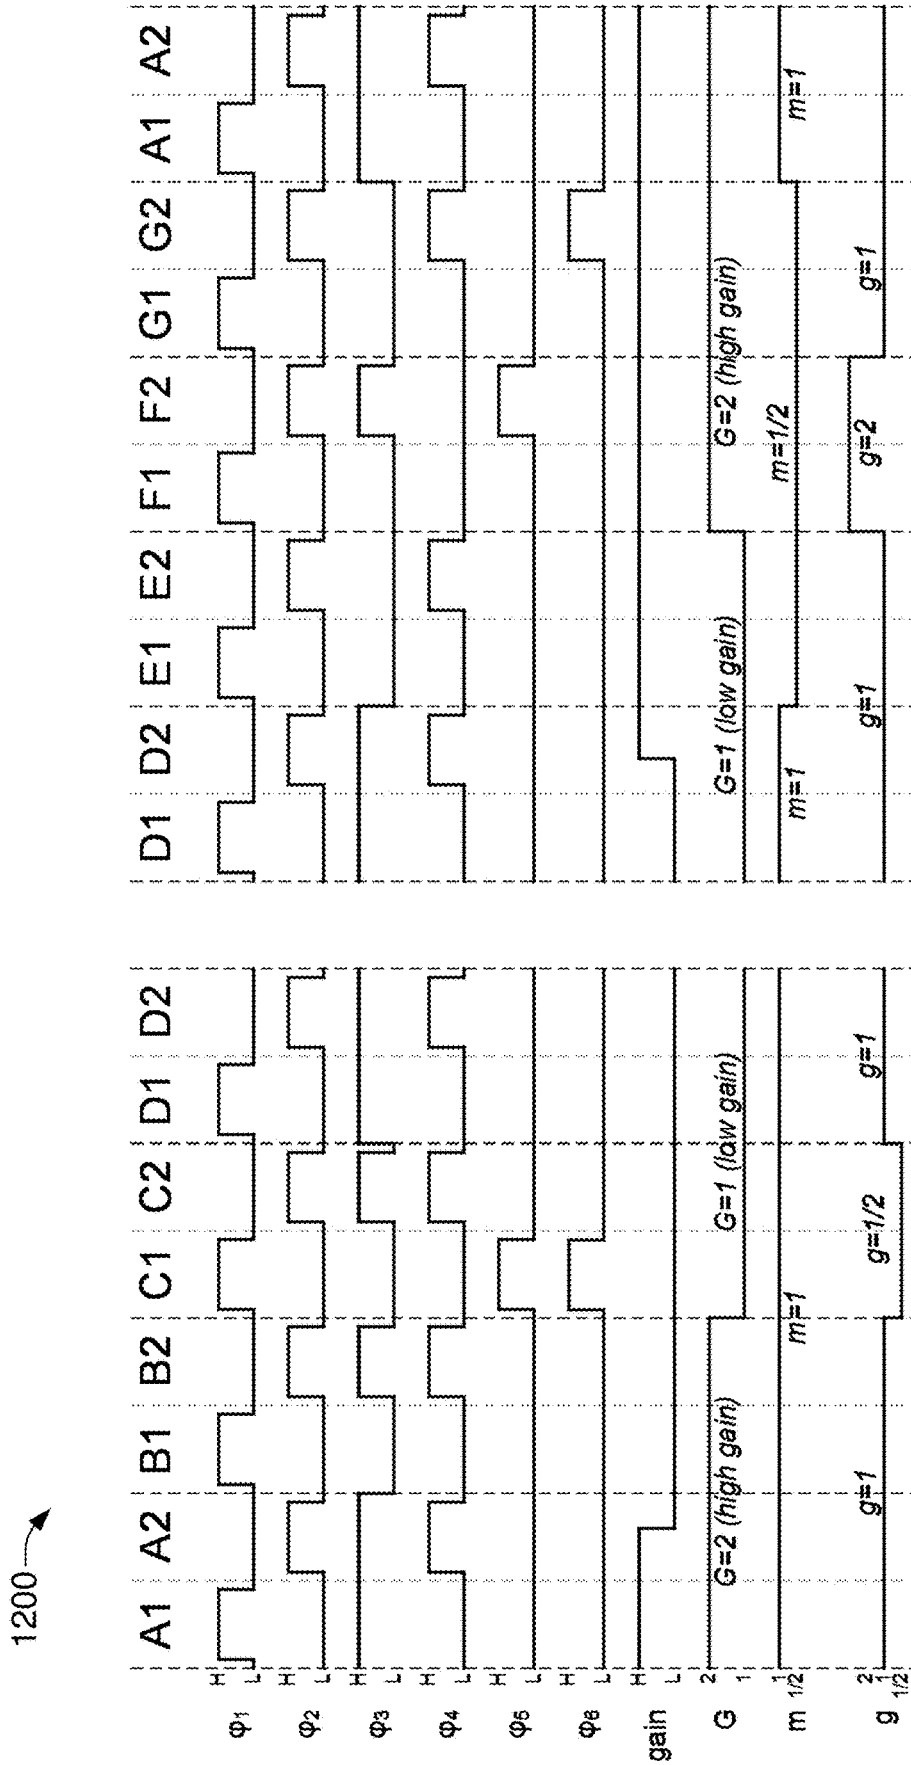 1200
A1 A2 B1 B2 C1 C2 D1 D2 D1 D2 E1 E2 F1 F2 G1 G2 A1 A2
φ1 H L
φ2 H L
φ3 H L
φ4 H L
φ5 H L
φ6 H L
gain H L
G 2 1 G=2 (high gain) G=1 (low gain) G=1 (low gain) G=2 (high gain)
m 1 1/2 m=1 m=1 m=1/2 m=1
g 2 1 1/2 g=1 g=1/2 g=1 g=1 g=2 g=1